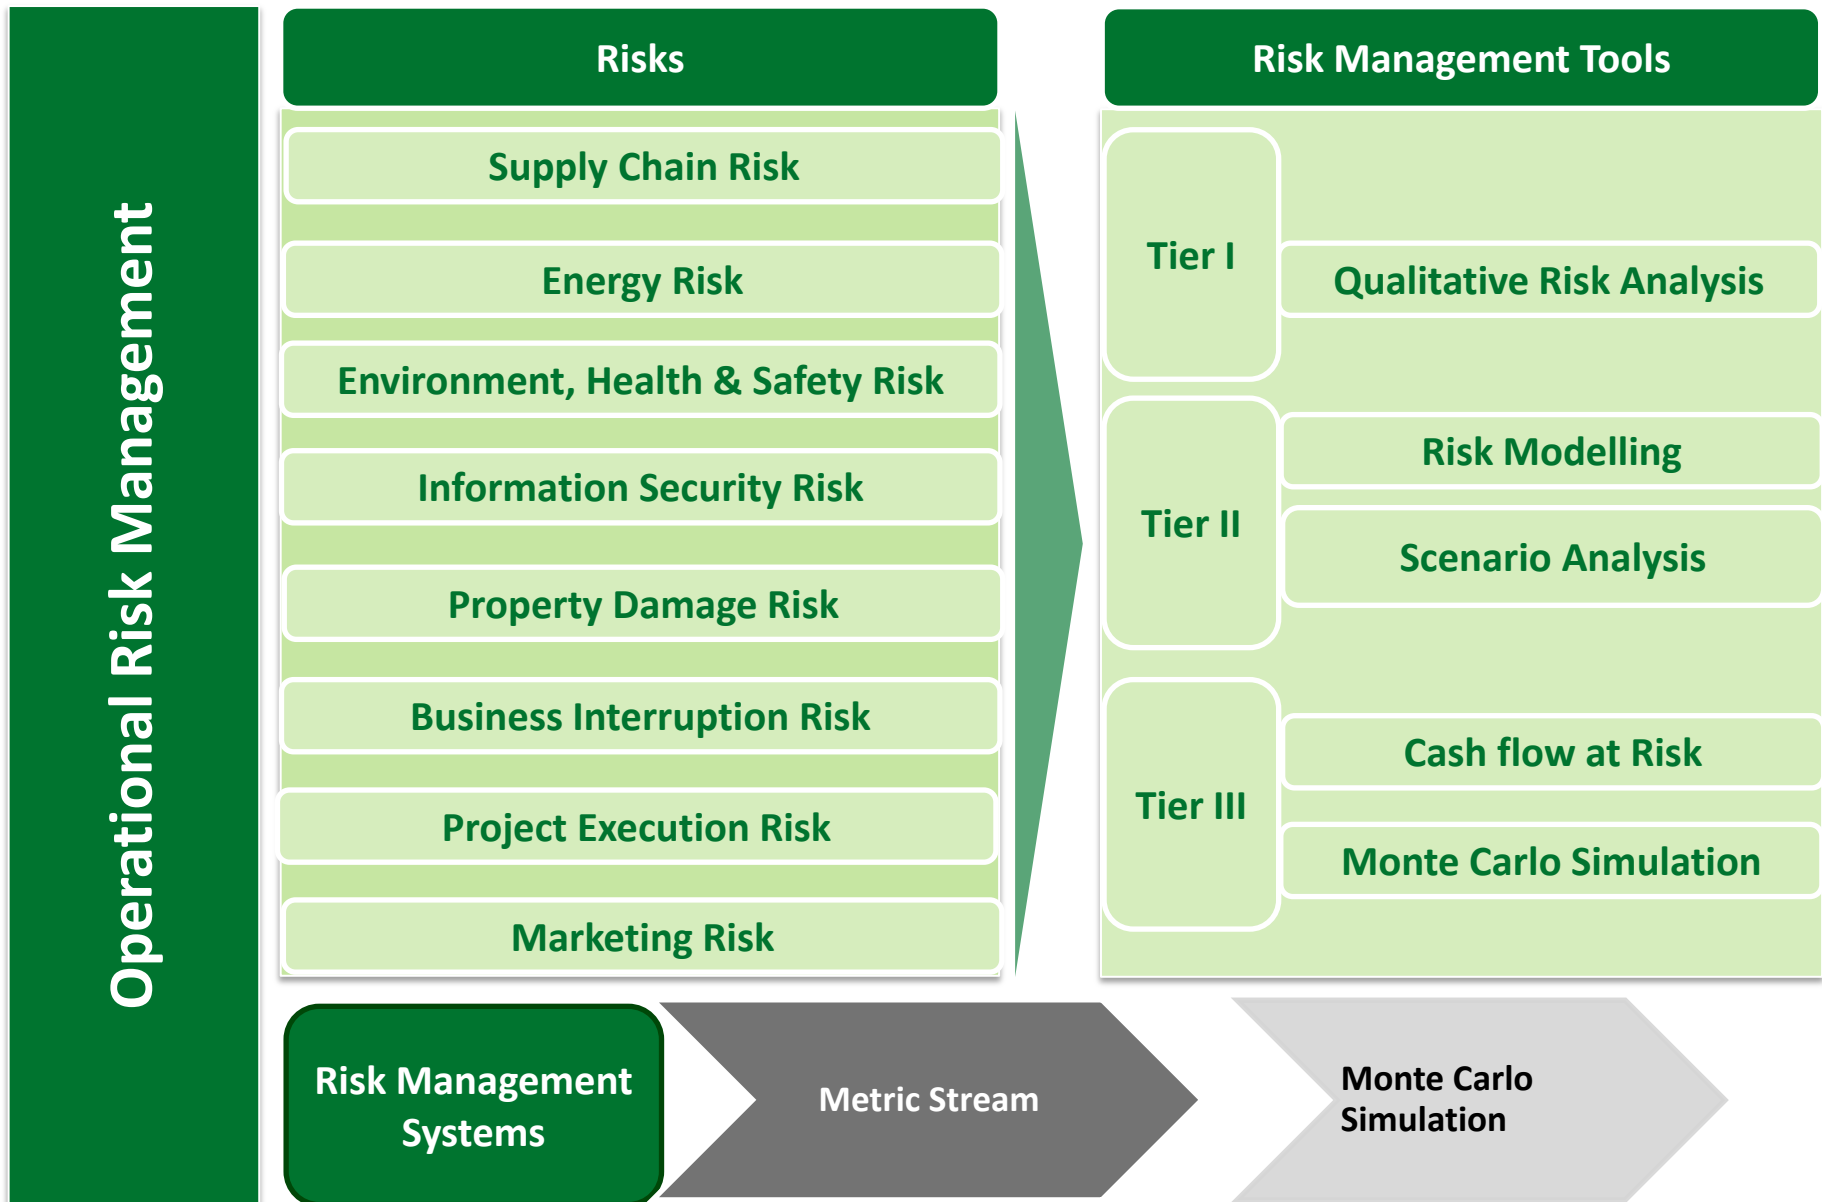 Operational Risk Management
Risks
Supply Chain Risk
Energy Risk
Environment, Health & Safety Risk
Information Security Risk
Property Damage Risk
Business Interruption Risk
Project Execution Risk
Marketing Risk
Risk Management Tools
Tier I
Qualitative Risk Analysis
Tier II
Risk Modelling
Scenario Analysis
Tier III
Cash flow at Risk
Monte Carlo Simulation
Risk Management
Systems
Metric Stream
Monte Carlo
Simulation